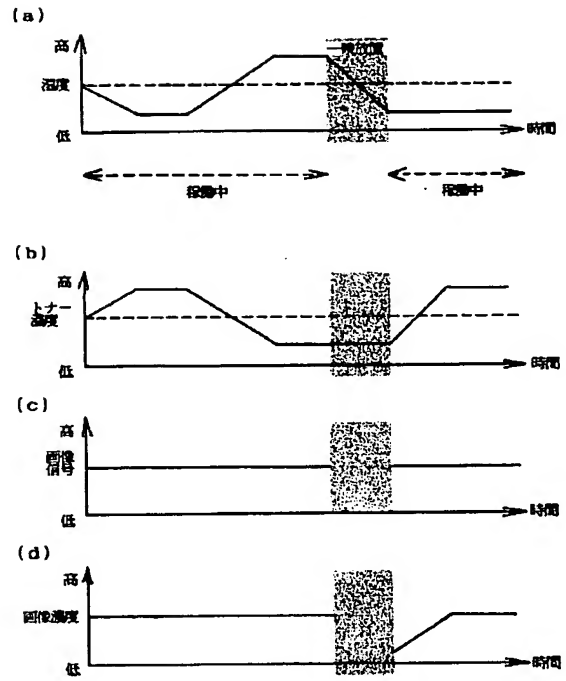 (a)
高
一晩放置
湿度
低
時間
稼働中
稼働中
(b)
高
トナー
濃度
低
時間
(c)
高
画像
信号
低
時間
(d)
高
画像濃度
低
時間